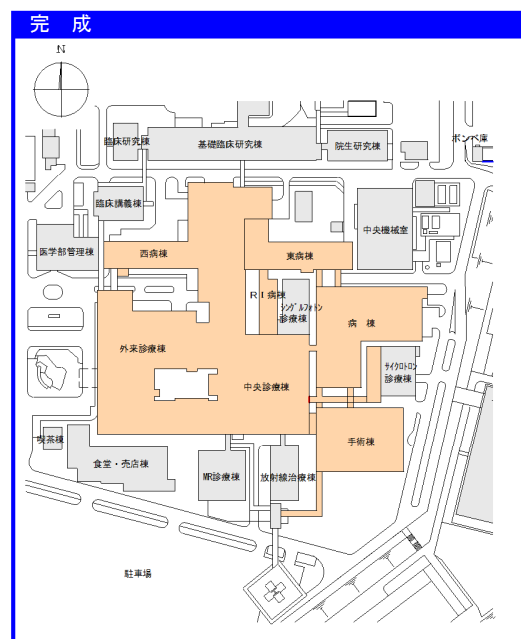 完 成
N
臨床研究棟
基礎臨床研究棟
院生研究棟
ボンベ庫
臨床講義棟
中央機械室
医学部管理棟
西病棟
東病棟
ＲＩ病棟
シングルフォトン
診療棟
病 棟
外来診療棟
サイクロトロン
診療棟
中央診療棟
喫茶棟
手術棟
食堂・売店棟
MR診療棟
放射線治療棟
駐車場